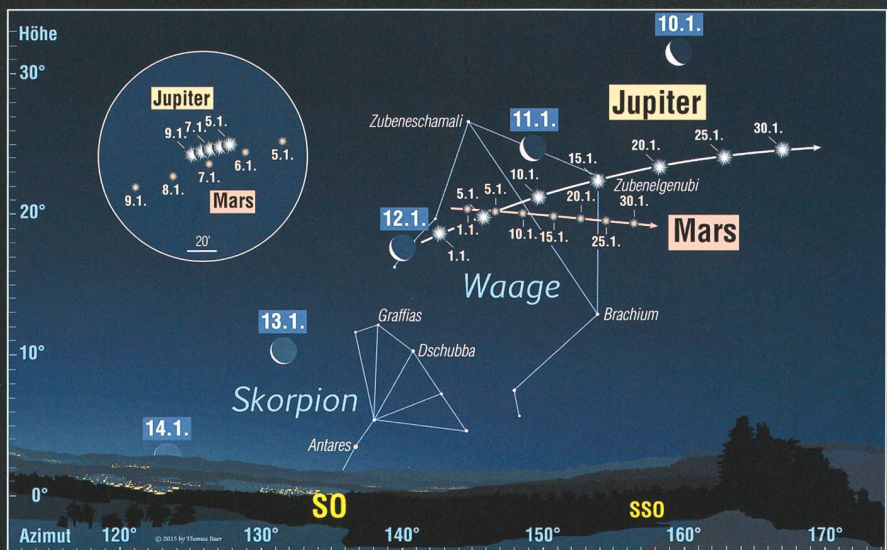 Höhe
30°
20°
10°
0°
Jupiter
9.1.
7.1.
5.1.
5.1.
6.1.
7.1.
8.1.
9.1.
Mars
20'
10.1.
Jupiter
Zubeneschamali
11.1.
10.1.
15.1.
20.1.
25.1.
30.1.
Zubenelgenubi
5.1.
5.1.
20.1.
30.1.
12.1.
1.1.
10.1.
15.1.
25.1.
Mars
1.1.
Waage
13.1.
Graffias
Brachium
Dschubba
Skorpion
14.1.
Antares
SO
SSO
Azimut
120°
© 2015 by Thomas Baer
130°
140°
150°
160°
170°